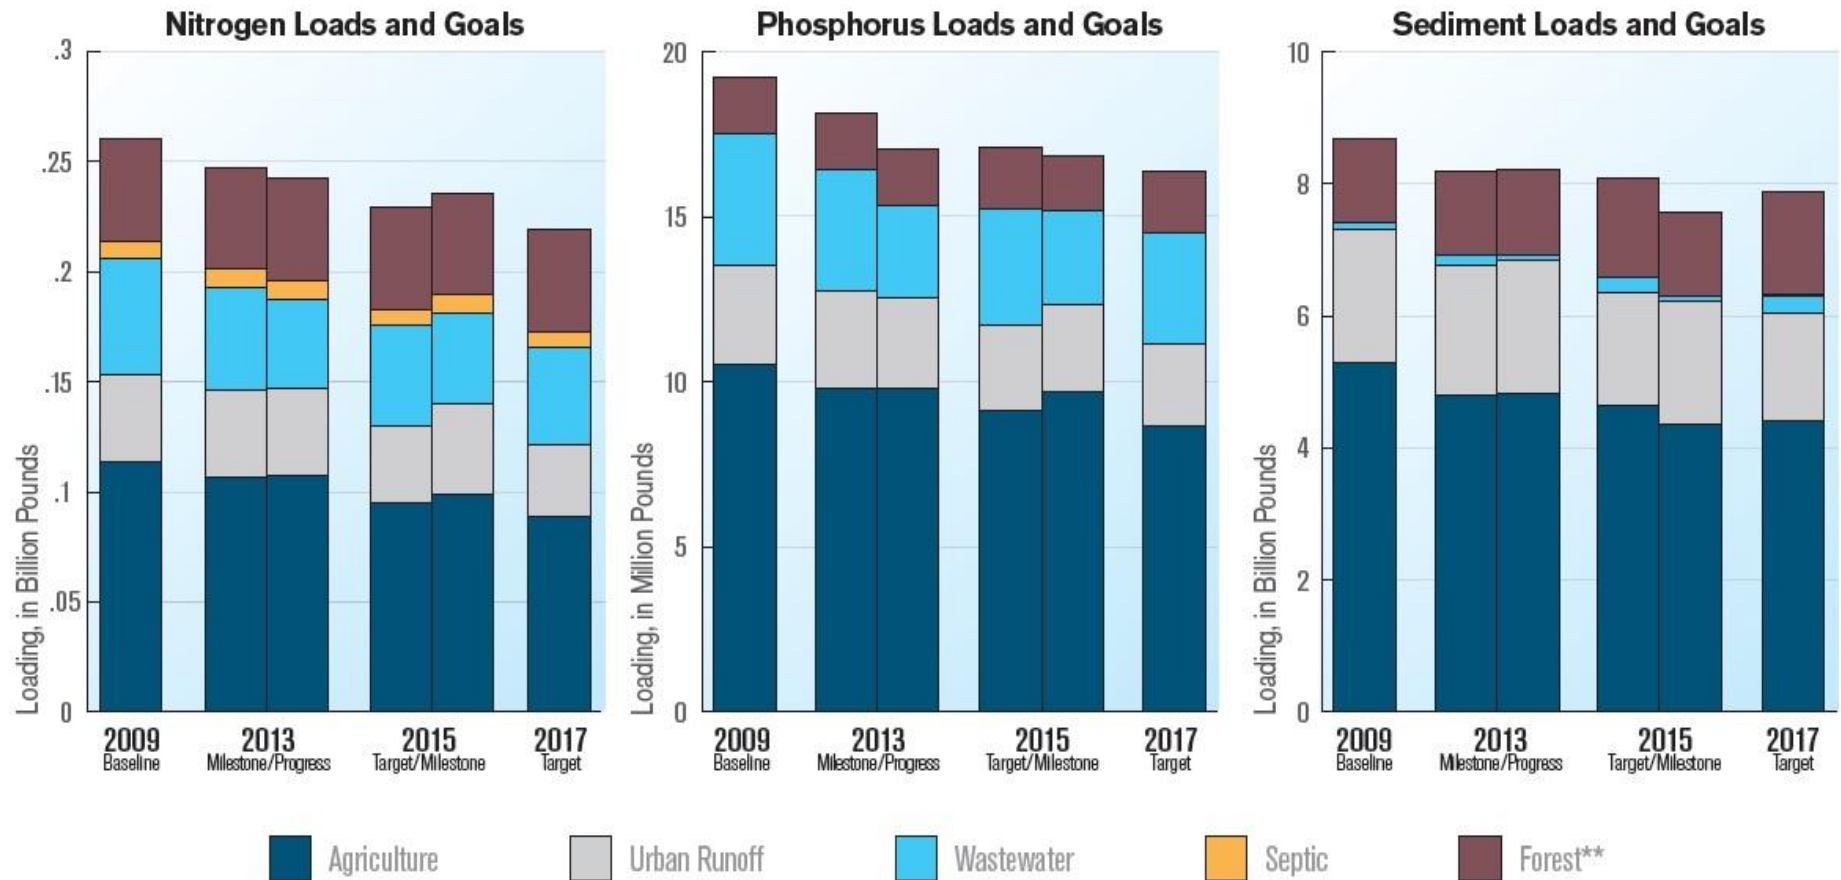 Nitrogen Loads and Goals
Loading, in Billion Pounds
.3
.25
.2
.15
.1
.05
0
2009
Baseline
2013
Milestone/Progress
2015
Target/Milestone
2017
Target
Phosphorus Loads and Goals
Loading, in Million Pounds
20
15
10
5
0
2009
Baseline
2013
Milestone/Progress
2015
Target/Milestone
2017
Target
Sediment Loads and Goals
Loading, in Billion Pounds
10
8
6
4
2
0
2009
Baseline
2013
Milestone/Progress
2015
Target/Milestone
2017
Target
Agriculture
Urban Runoff
Wastewater
Septic
Forest**